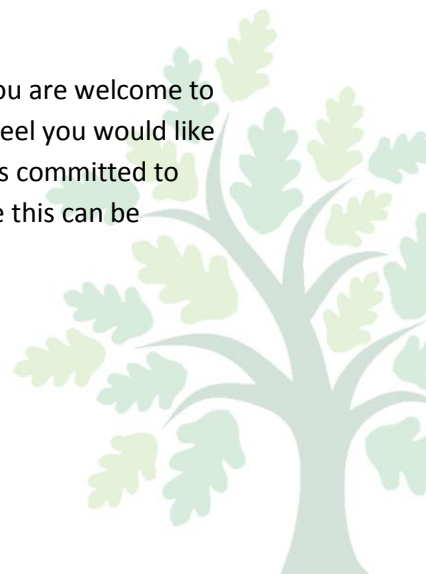 ou are welcome to
eel you would like
s committed to
e this can be